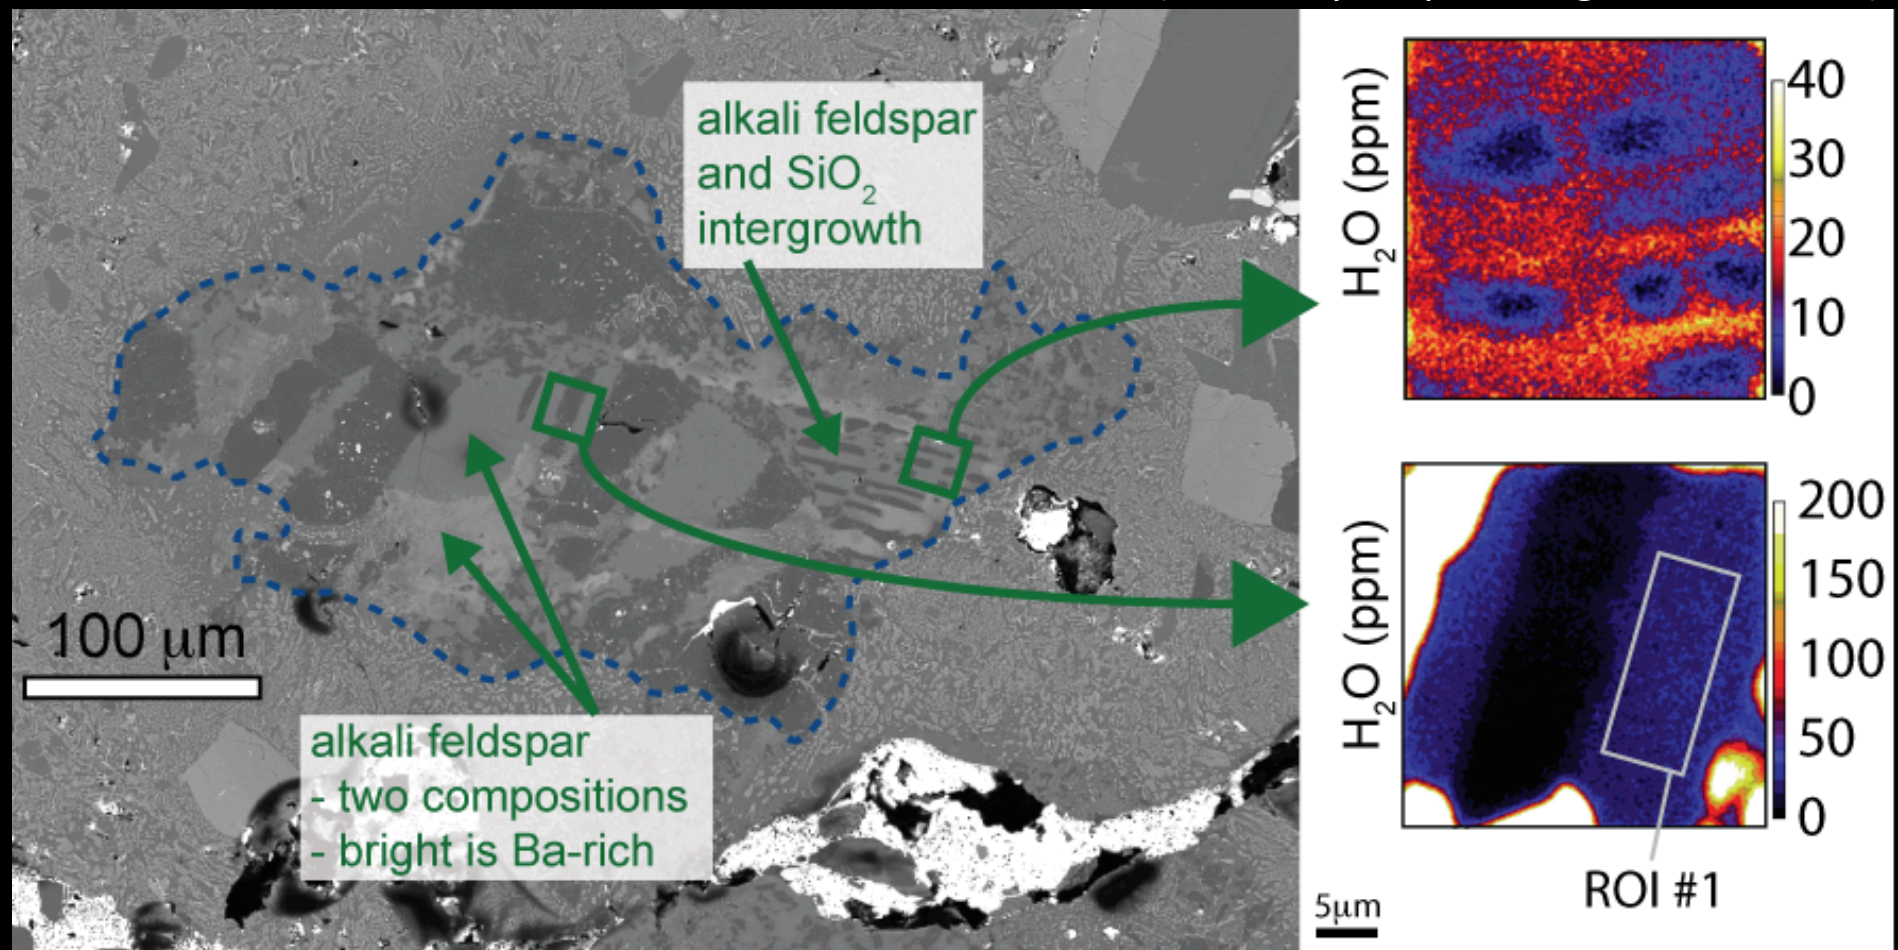 alkali feldspar
and SiO₂
intergrowth
100 μm
alkali feldspar
- two compositions
- bright is Ba-rich
H₂O (ppm)
40
30
20
10
0
H₂O (ppm)
200
150
100
50
0
ROI #1
5μm